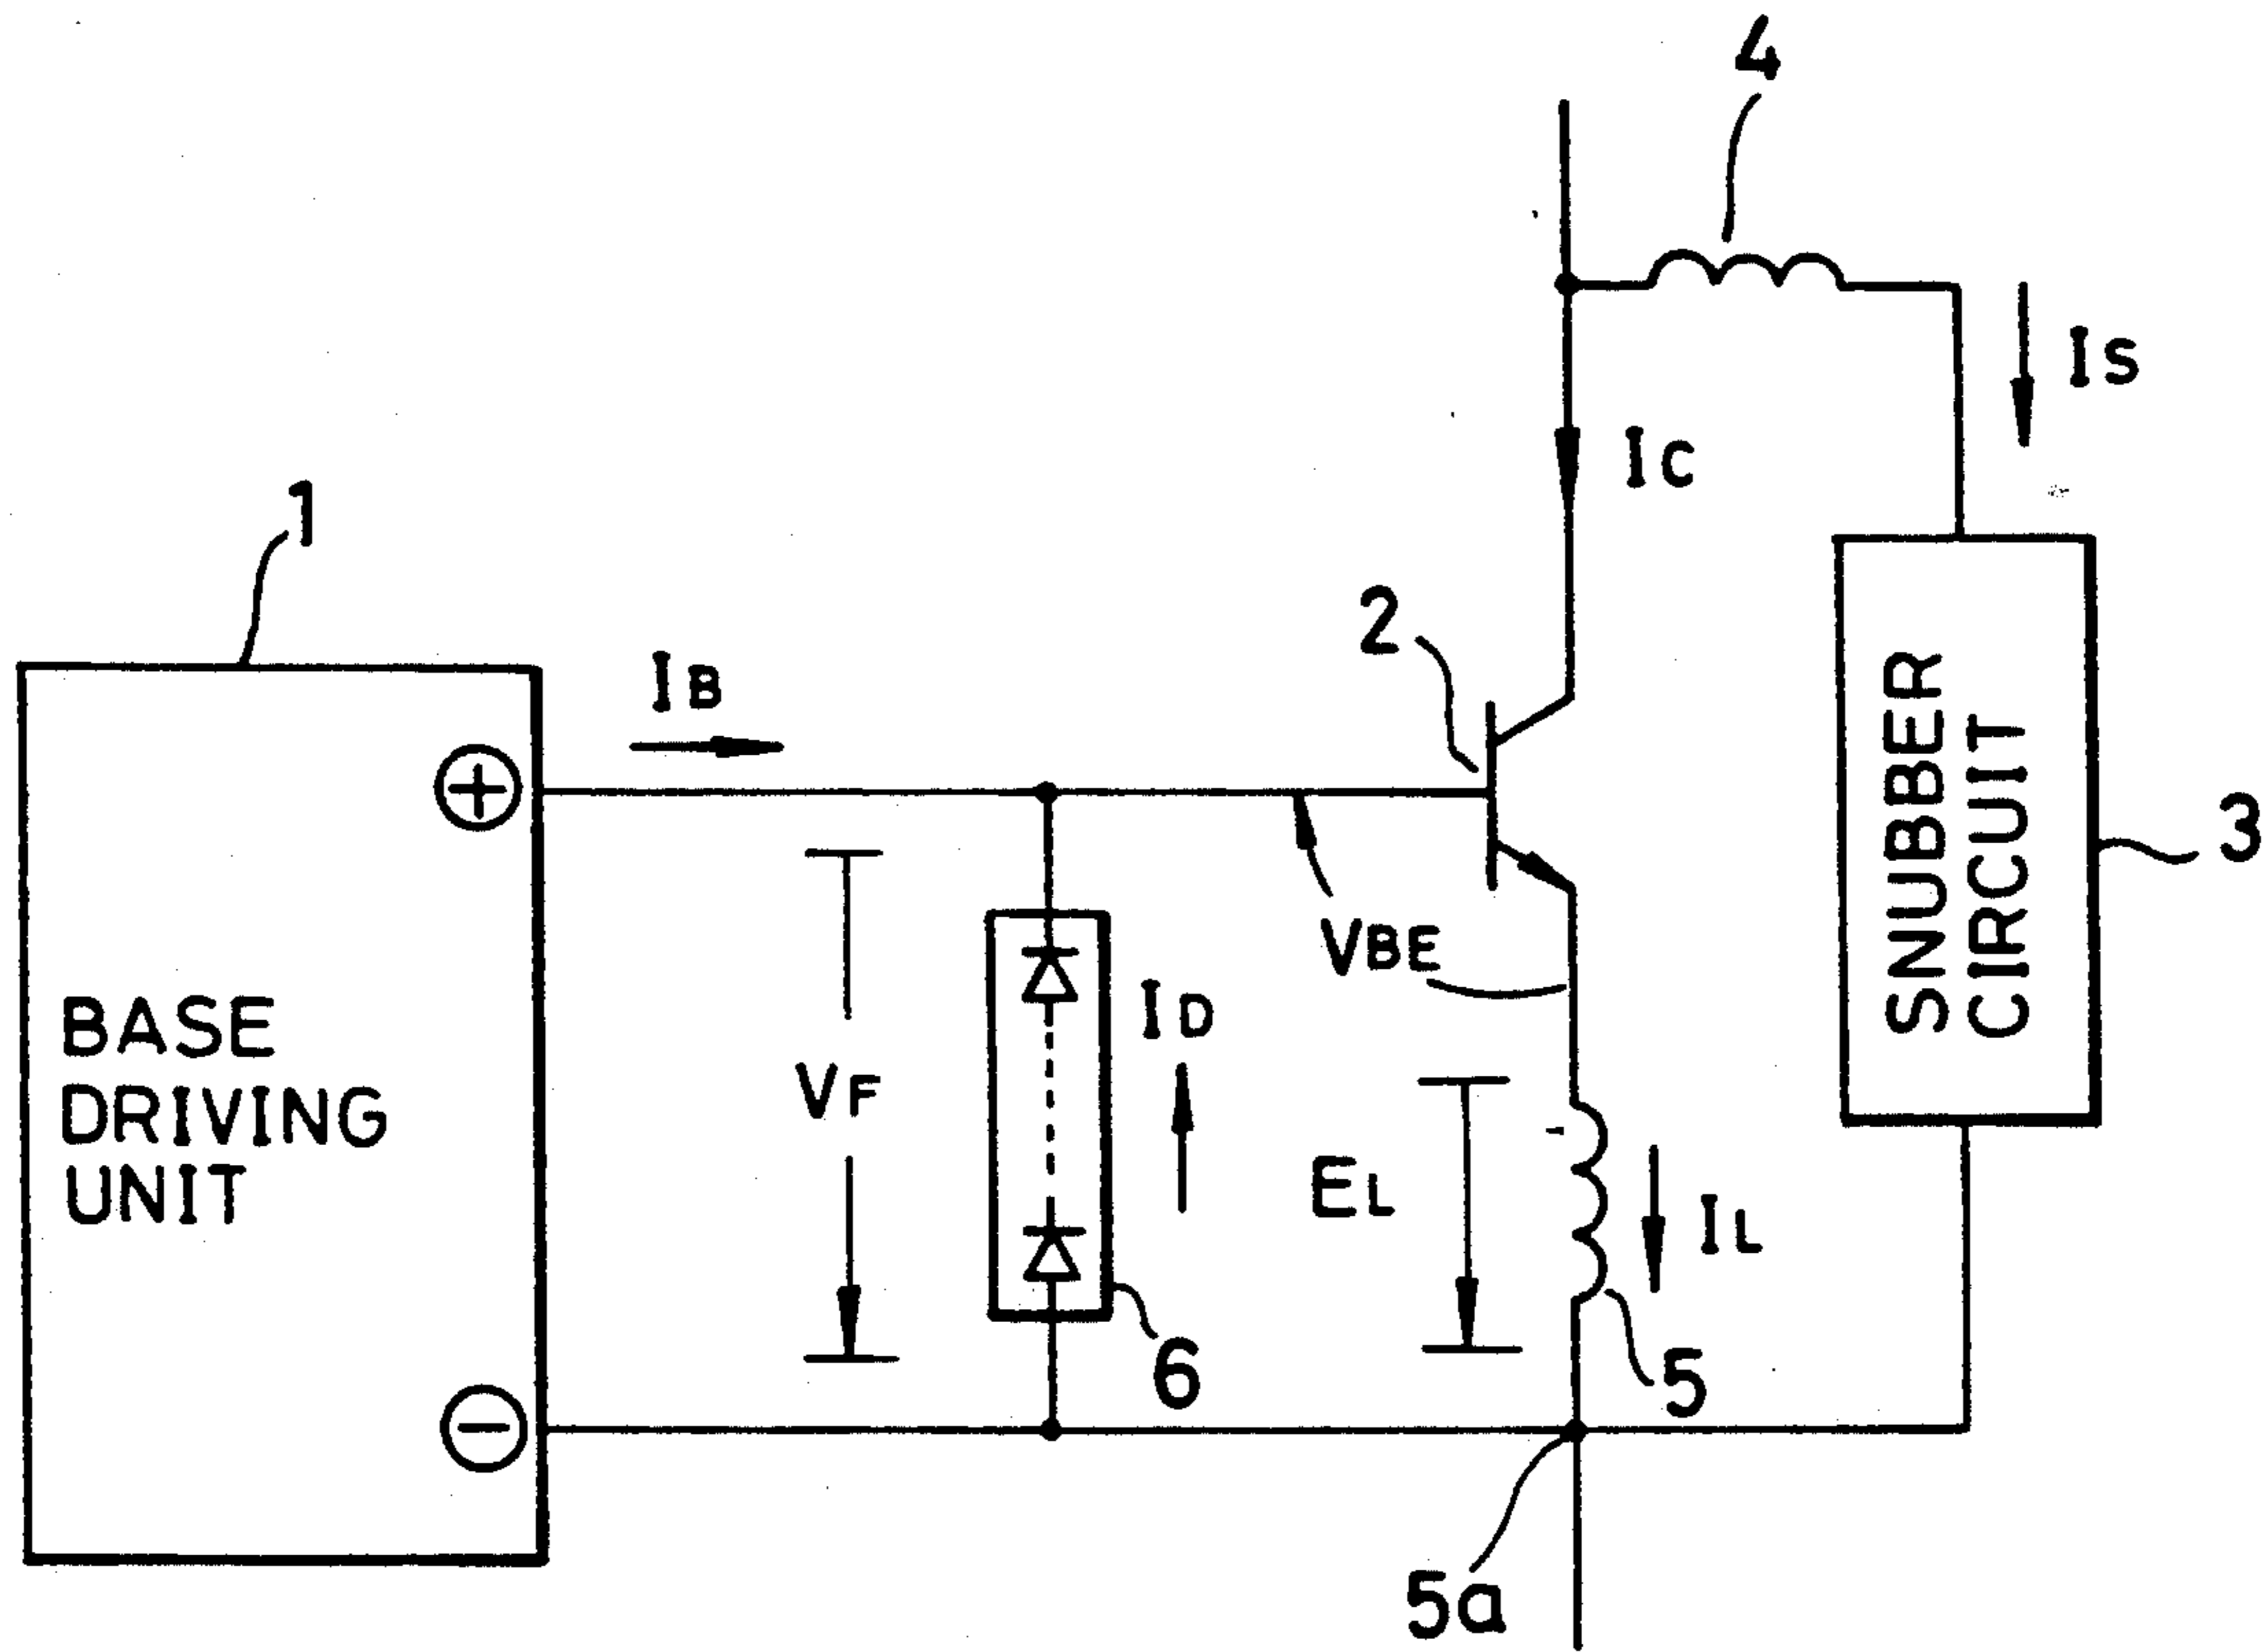 4
IS
IC
1
2
IB
+
SNUBBER
CIRCUIT
3
VBE
ID
BASE
DRIVING
UNIT
VF
EL
IL
6
5
−
5a